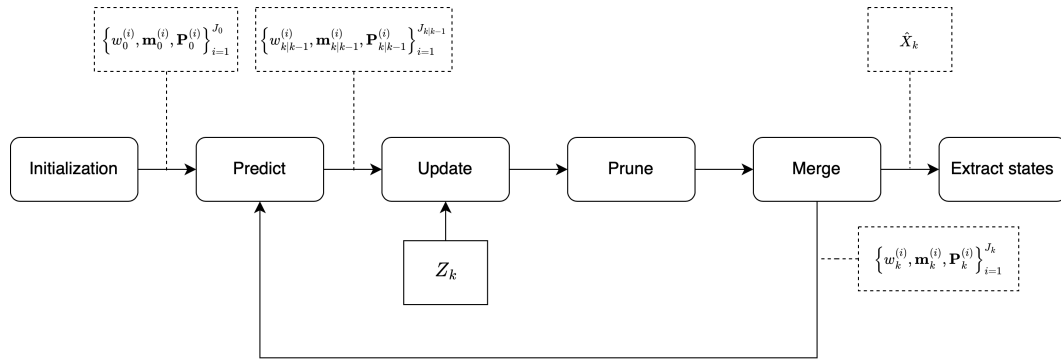 {w_0^{(i)}, m_0^{(i)}, P_0^{(i)}}_{i=1}^{J_0}
{w_{k|k-1}^{(i)}, m_{k|k-1}^{(i)}, P_{k|k-1}^{(i)}}_{i=1}^{J_{k|k-1}}
X̂_k
Initialization
Predict
Update
Prune
Merge
Extract states
Z_k
{w_k^{(i)}, m_k^{(i)}, P_k^{(i)}}_{i=1}^{J_k}